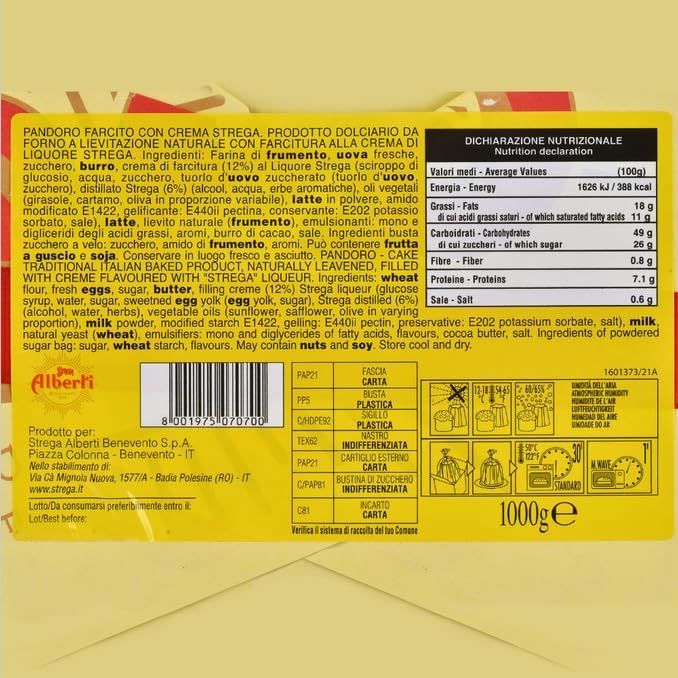 PANDORO FARCITO CON CREMA STREGA. PRODOTTO DOLCIARIO DA
FORNO A LIEVITAZIONE NATURALE CON FARCITURA ALLA CREMA DI
LIQUORE STREGA. Ingredienti: Farina di frumento, uova fresche,
zucchero, burro, crema di farcitura (12%) al Liquore Strega (sciroppo di
glucosio, acqua, zucchero, tuorlo d'uovo zuccherato (tuorlo d'uovo,
zucchero), distillato Strega (6%) (alcool, acqua, erbe aromatiche), oli vegetali
(girasole, cartamo, oliva in proporzione variabile), latte in polvere, amido
modificato E1422, gelificante: E440ii pectina, conservante: E202 potassio
sorbato, sale), latte, lievito naturale (frumento), emulsionanti: mono e
digliceridi degli acidi grassi, aromi, burro di cacao, sale. Ingredienti busta
zucchero a velo: zucchero, amido di frumento, aromi. Può contenere frutta
a guscio e soja. Conservare in luogo fresco e asciutto. PANDORO - CAKE
TRADITIONAL ITALIAN BAKED PRODUCT, NATURALLY LEAVENED, FILLED
WITH CREME FLAVOURED WITH "STREGA" LIQUEUR. Ingredients: wheat
flour, fresh eggs, sugar, butter, filling creme (12%) Strega liqueur (glucose
syrup, water, sugar, sweetned egg yolk (egg yolk, sugar), Strega distilled (6%)
(alcohol, water, herbs), vegetable oils (sunflower, safflower, olive in varying
proportion), milk powder, modified starch E1422, gelling: E440ii pectin, preservative: E202 potassium sorbate, salt), milk,
natural yeast (wheat), emulsifiers: mono and diglycerides of fatty acids, flavours, cocoa butter, salt. Ingredients of powdered
sugar bag: sugar, wheat starch, flavours. May contain nuts and soy. Store cool and dry.
DICHIARAZIONE NUTRIZIONALE
Nutrition declaration
Valori medi - Average Values (100g)
Energia - Energy 1626 kJ / 388 kcal
Grassi - Fats 18 g
di cui acidi grassi saturi - of which saturated fatty acids 11 g
Carboidrati - Carbohydrates 49 g
di cui zuccheri - of which sugar 26 g
Fibre - Fiber 0.8 g
Proteine - Proteins 7.1 g
Sale - Salt 0.6 g
1601373/21A
Alberti
8 001975 070700
Prodotto per:
Strega Alberti Benevento S.p.A.
Piazza Colonna - Benevento - IT
Nello stabilimento di:
Via Cà Mignola Nuova, 1577/A - Badia Polesine (RO) - IT
www.strega.it
Lotto/Da consumarsi preferibilmente entro il:
Lot/Best before:
PAP21 FASCIA CARTA
PP5 BUSTA PLASTICA
C/HDPE92 SIGILLO PLASTICA
TEX62 NASTRO INDIFFERENZIATA
PAP21 CARTIGLIO ESTERNO CARTA
C/PAP81 BUSTINA DI ZUCCHERO INDIFFERENZIATA
C81 INCARTO CARTA
Verifica il sistema di raccolta del tuo Comune
12-18 °C 54-65 °F
60/65%
UMIDITÀ DELL'ARIA
ATMOSPHERIC HUMIDITY
HUMIDITE DE L'AIR
LUFTFEUCHTIGKEIT
HUMEDAD DEL AIRE
UMIDADE DO AR
50°C
122°F
30'
STANDARD
M.WAVE
1'
1000g e